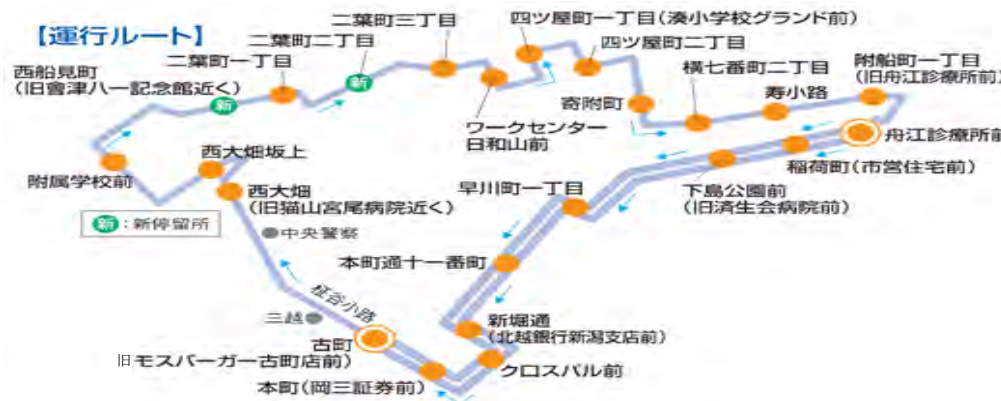 【運行ルート】
二葉町三丁目
四ツ屋町一丁目(湊小学校グランド前)
二葉町二丁目
四ツ屋町二丁目
附船町一丁目
(旧舟江診療所前)
西船見町
(旧會津八一記念館近く)
二葉町一丁目
横七番町二丁目
寿小路
新
新
寄附町
ワークセンター
日和山前
舟江診療所前
西大畑坂上
稲荷町(市営住宅前)
附属学校前
西大畑
(旧猫山宮尾病院近く)
早川町一丁目
下島公園前
(旧済生会病院前)
新:新停留所
中央警察
本町通十一番町
柾谷小路
三越
新堀通
(北越銀行新潟支店前)
古町
旧モスバーガー古町店前)
クロスパル前
本町(岡三証券前)